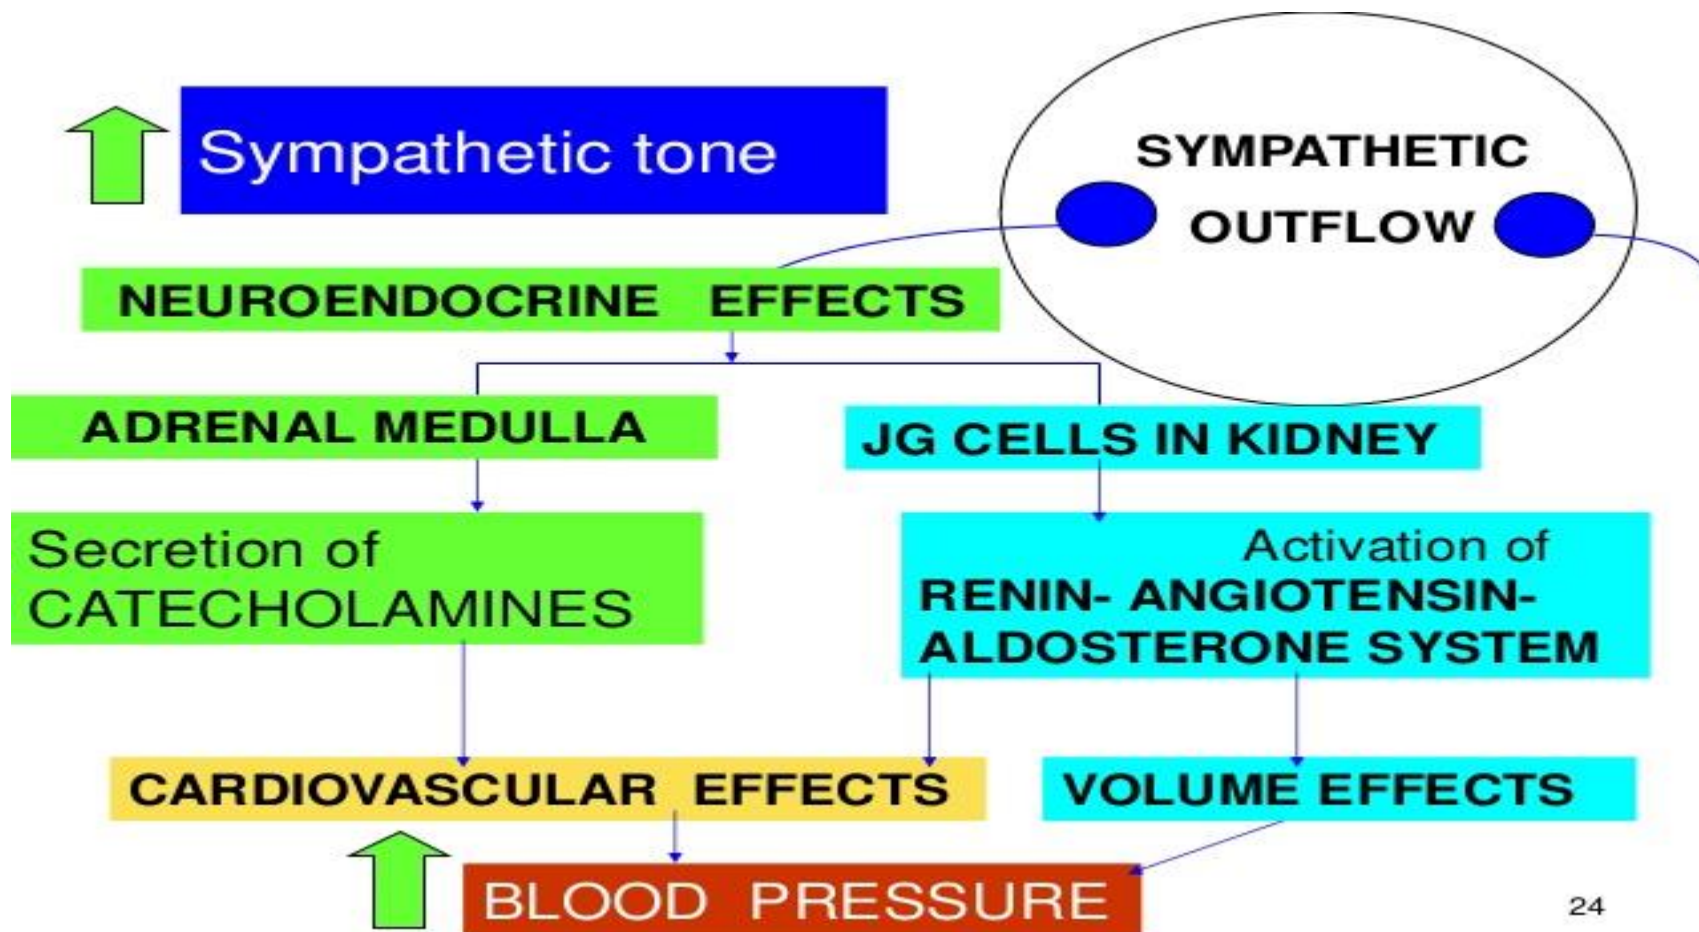 Sympathetic tone
SYMPATHETIC
OUTFLOW
NEUROENDOCRINE EFFECTS
ADRENAL MEDULLA
JG CELLS IN KIDNEY
Secretion of
CATECHOLAMINES
Activation of
RENIN- ANGIOTENSIN-
ALDOSTERONE SYSTEM
CARDIOVASCULAR EFFECTS
VOLUME EFFECTS
BLOOD PRESSURE
24